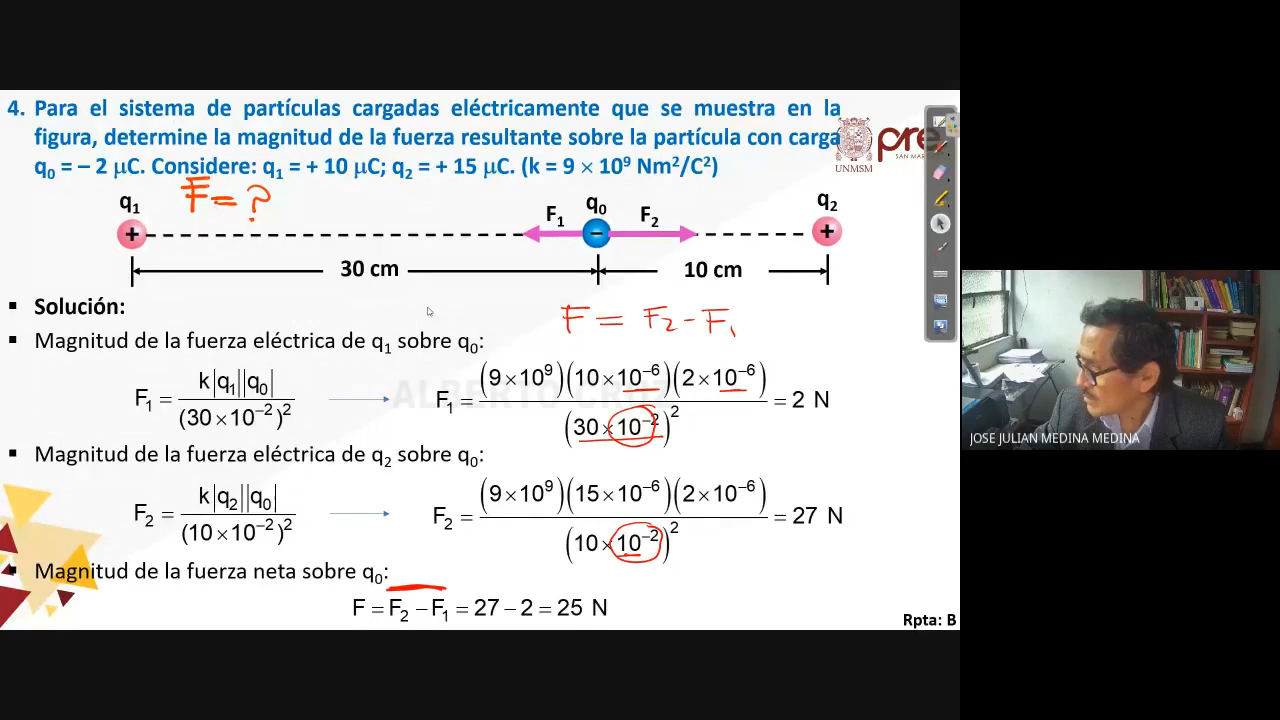 4. Para el sistema de partículas cargadas eléctricamente que se muestra en la
figura, determine la magnitud de la fuerza resultante sobre la partícula con carga
q₀ = – 2 μC. Considere: q₁ = + 10 μC; q₂ = + 15 μC. (k = 9 × 10⁹ Nm²/C²)
pre
SAN MAR
UNMSM
F = ?
q₁ q₀ q₂
F₁ F₂
+ – +
30 cm 10 cm
▪ Solución:
F = F₂ - F₁
▪ Magnitud de la fuerza eléctrica de q₁ sobre q₀:
F₁ = k|q₁||q₀| / (30×10⁻²)² F₁ = (9×10⁹)(10×10⁻⁶)(2×10⁻⁶) / (30×10⁻²)² = 2 N
ALBERTO CRUZ
▪ Magnitud de la fuerza eléctrica de q₂ sobre q₀:
F₂ = k|q₂||q₀| / (10×10⁻²)² F₂ = (9×10⁹)(15×10⁻⁶)(2×10⁻⁶) / (10×10⁻²)² = 27 N
▪ Magnitud de la fuerza neta sobre q₀:
F = F₂ – F₁ = 27 – 2 = 25 N
Rpta: B
JOSE JULIAN MEDINA MEDINA